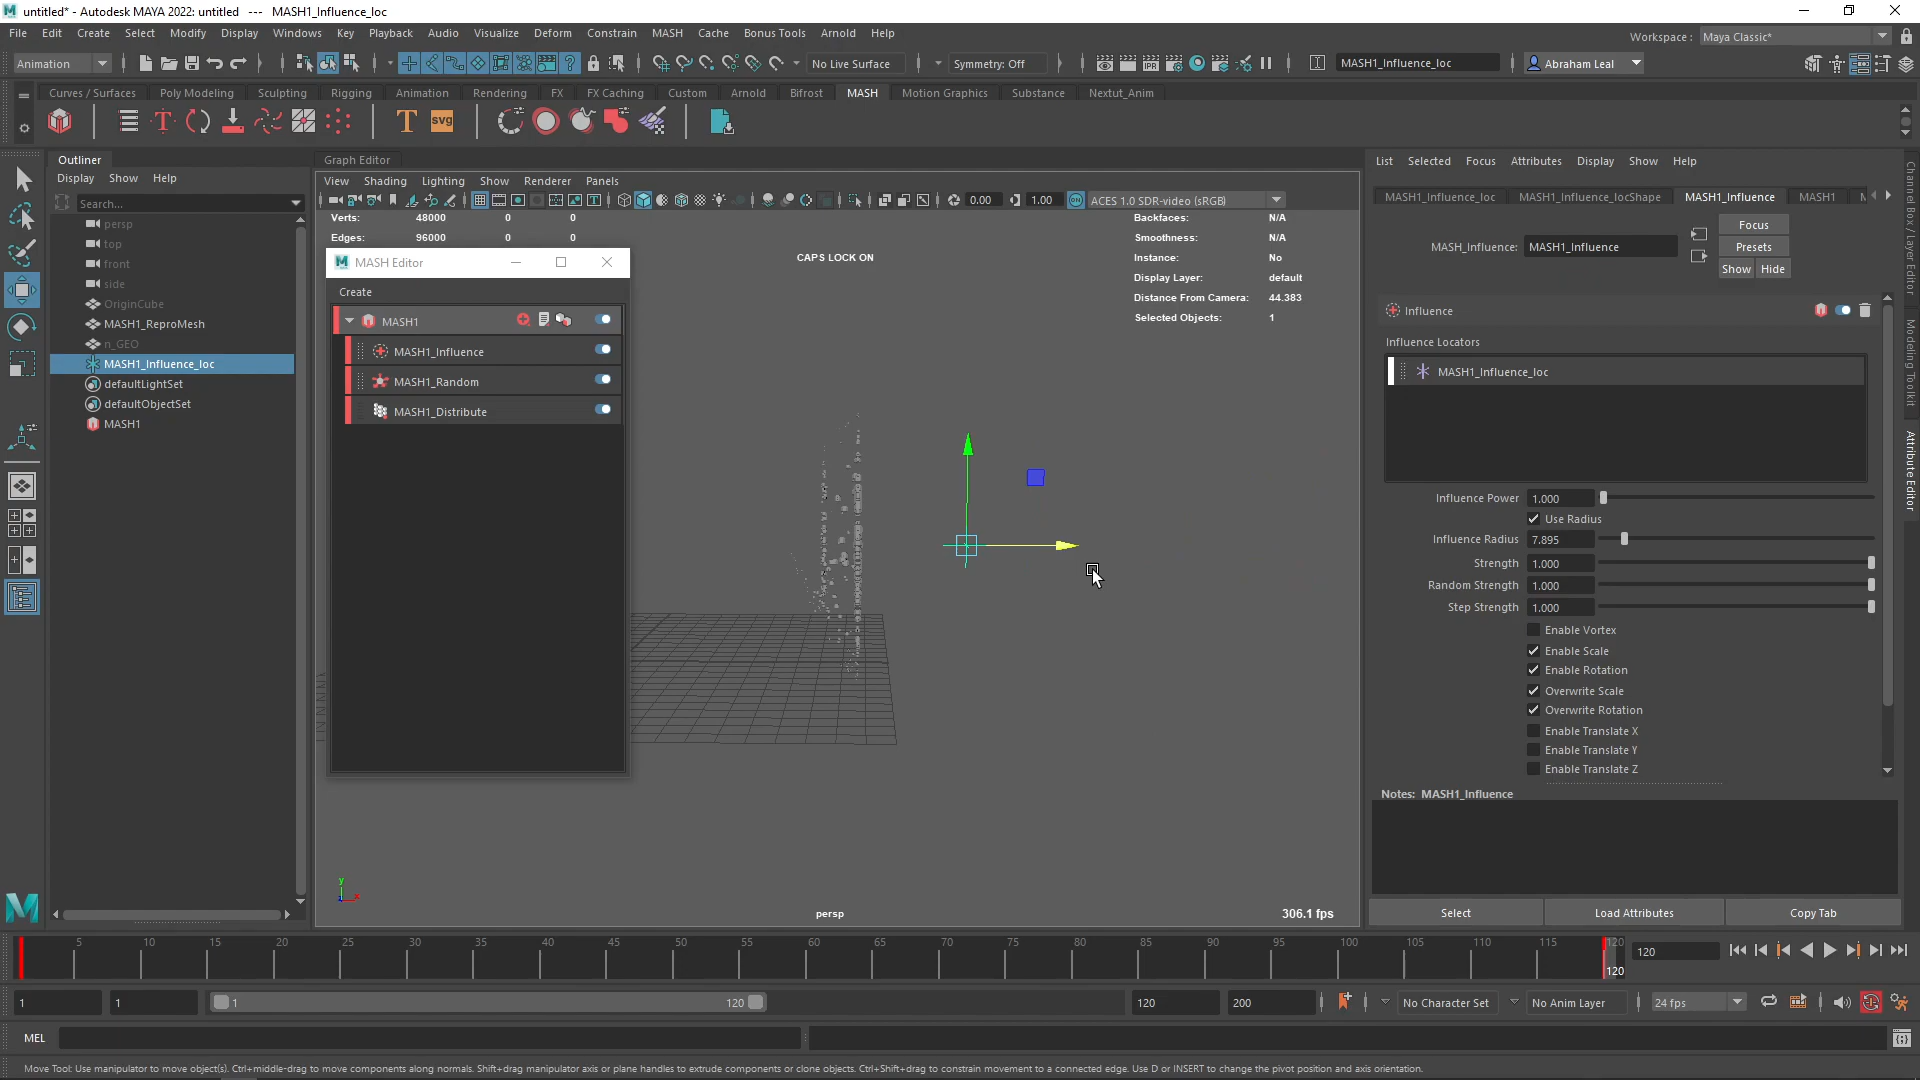 untitled* - Autodesk MAYA 2022: untitled --- MASH1_Influence_loc
File Edit Create Select Modify Display Windows Key Playback Audio Visualize Deform Constrain MASH Cache Bonus Tools Arnold Help
Workspace : Maya Classic*
Animation
No Live Surface
Symmetry: Off
MASH1_Influence_loc
Abraham Leal
Curves / Surfaces Poly Modeling Sculpting Rigging Animation Rendering FX FX Caching Custom Arnold Bifrost MASH Motion Graphics Substance Nextut_Anim
T svg
Outliner
Display Show Help
Search...
persp
top
front
side
OriginCube
MASH1_ReproMesh
n_GEO
MASH1_Influence_loc
defaultLightSet
defaultObjectSet
MASH1
Graph Editor
View Shading Lighting Show Renderer Panels
0.00 1.00 ACES 1.0 SDR-video (sRGB)
Verts: 48000 0 0
Edges: 96000 0 0
CAPS LOCK ON
Backfaces: N/A
Smoothness: N/A
Instance: No
Display Layer: default
Distance From Camera: 44.383
Selected Objects: 1
MASH Editor
Create
MASH1
MASH1_Influence
MASH1_Random
MASH1_Distribute
y
x
persp
306.1 fps
List Selected Focus Attributes Display Show Help
MASH1_Influence_loc MASH1_Influence_locShape MASH1_Influence MASH1
MASH_Influence: MASH1_Influence
Focus
Presets
Show Hide
Influence
Influence Locators
MASH1_Influence_loc
Influence Power 1.000
Use Radius
Influence Radius 7.895
Strength 1.000
Random Strength 1.000
Step Strength 1.000
Enable Vortex
Enable Scale
Enable Rotation
Overwrite Scale
Overwrite Rotation
Enable Translate X
Enable Translate Y
Enable Translate Z
Notes: MASH1_Influence
Select Load Attributes Copy Tab
Channel Box / Layer Editor
Modeling Toolkit
Attribute Editor
5 10 15 20 25 30 35 40 45 50 55 60 65 70 75 80 85 90 95 100 105 110 115 120
120
120
1 1 1 120 120 200 No Character Set No Anim Layer 24 fps
MEL
Move Tool: Use manipulator to move object(s). Ctrl+middle-drag to move components along normals. Shift+drag manipulator axis or plane handles to extrude components or clone objects. Ctrl+Shift+drag to constrain movement to a connected edge. Use D or INSERT to change the pivot position and axis orientation.